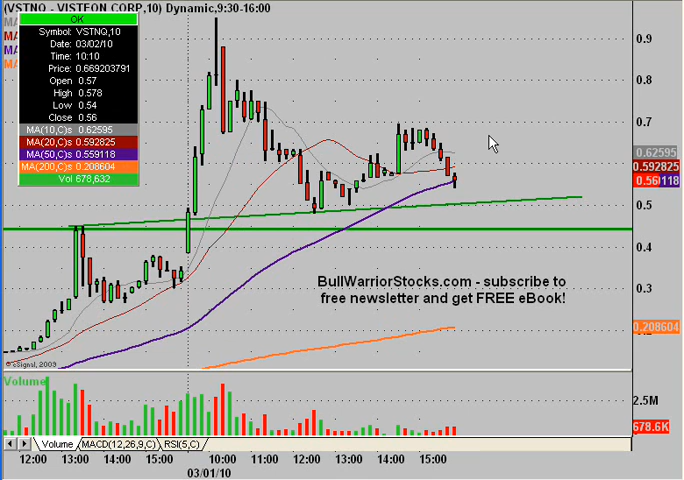 (VSTNQ - VISTEON CORP,10) Dynamic,9:30-16:00
OK
Symbol: VSTNQ,10
Date: 03/02/10
Time: 10:10
Price: 0.669203791
Open 0.57
High 0.578
Low 0.54
Close 0.56
MA(10,C)s 0.62595
MA(20,C)s 0.592825
MA(50,C)s 0.559118
MA(200,C)s 0.208604
Vol 678,632
0.9
0.8
0.7
0.62595
0.592825
0.56 118
0.5
0.4
0.3
0.208604
BullWarriorStocks.com - subscribe to
free newsletter and get FREE eBook!
© eSignal, 2009
Volume
2.5M
678.6K
Volume MACD(12,26,9,C) RSI(5,C)
12:00 13:00 14:00 15:00 10:00 11:00 12:00 13:00 14:00 15:00
03/01/10